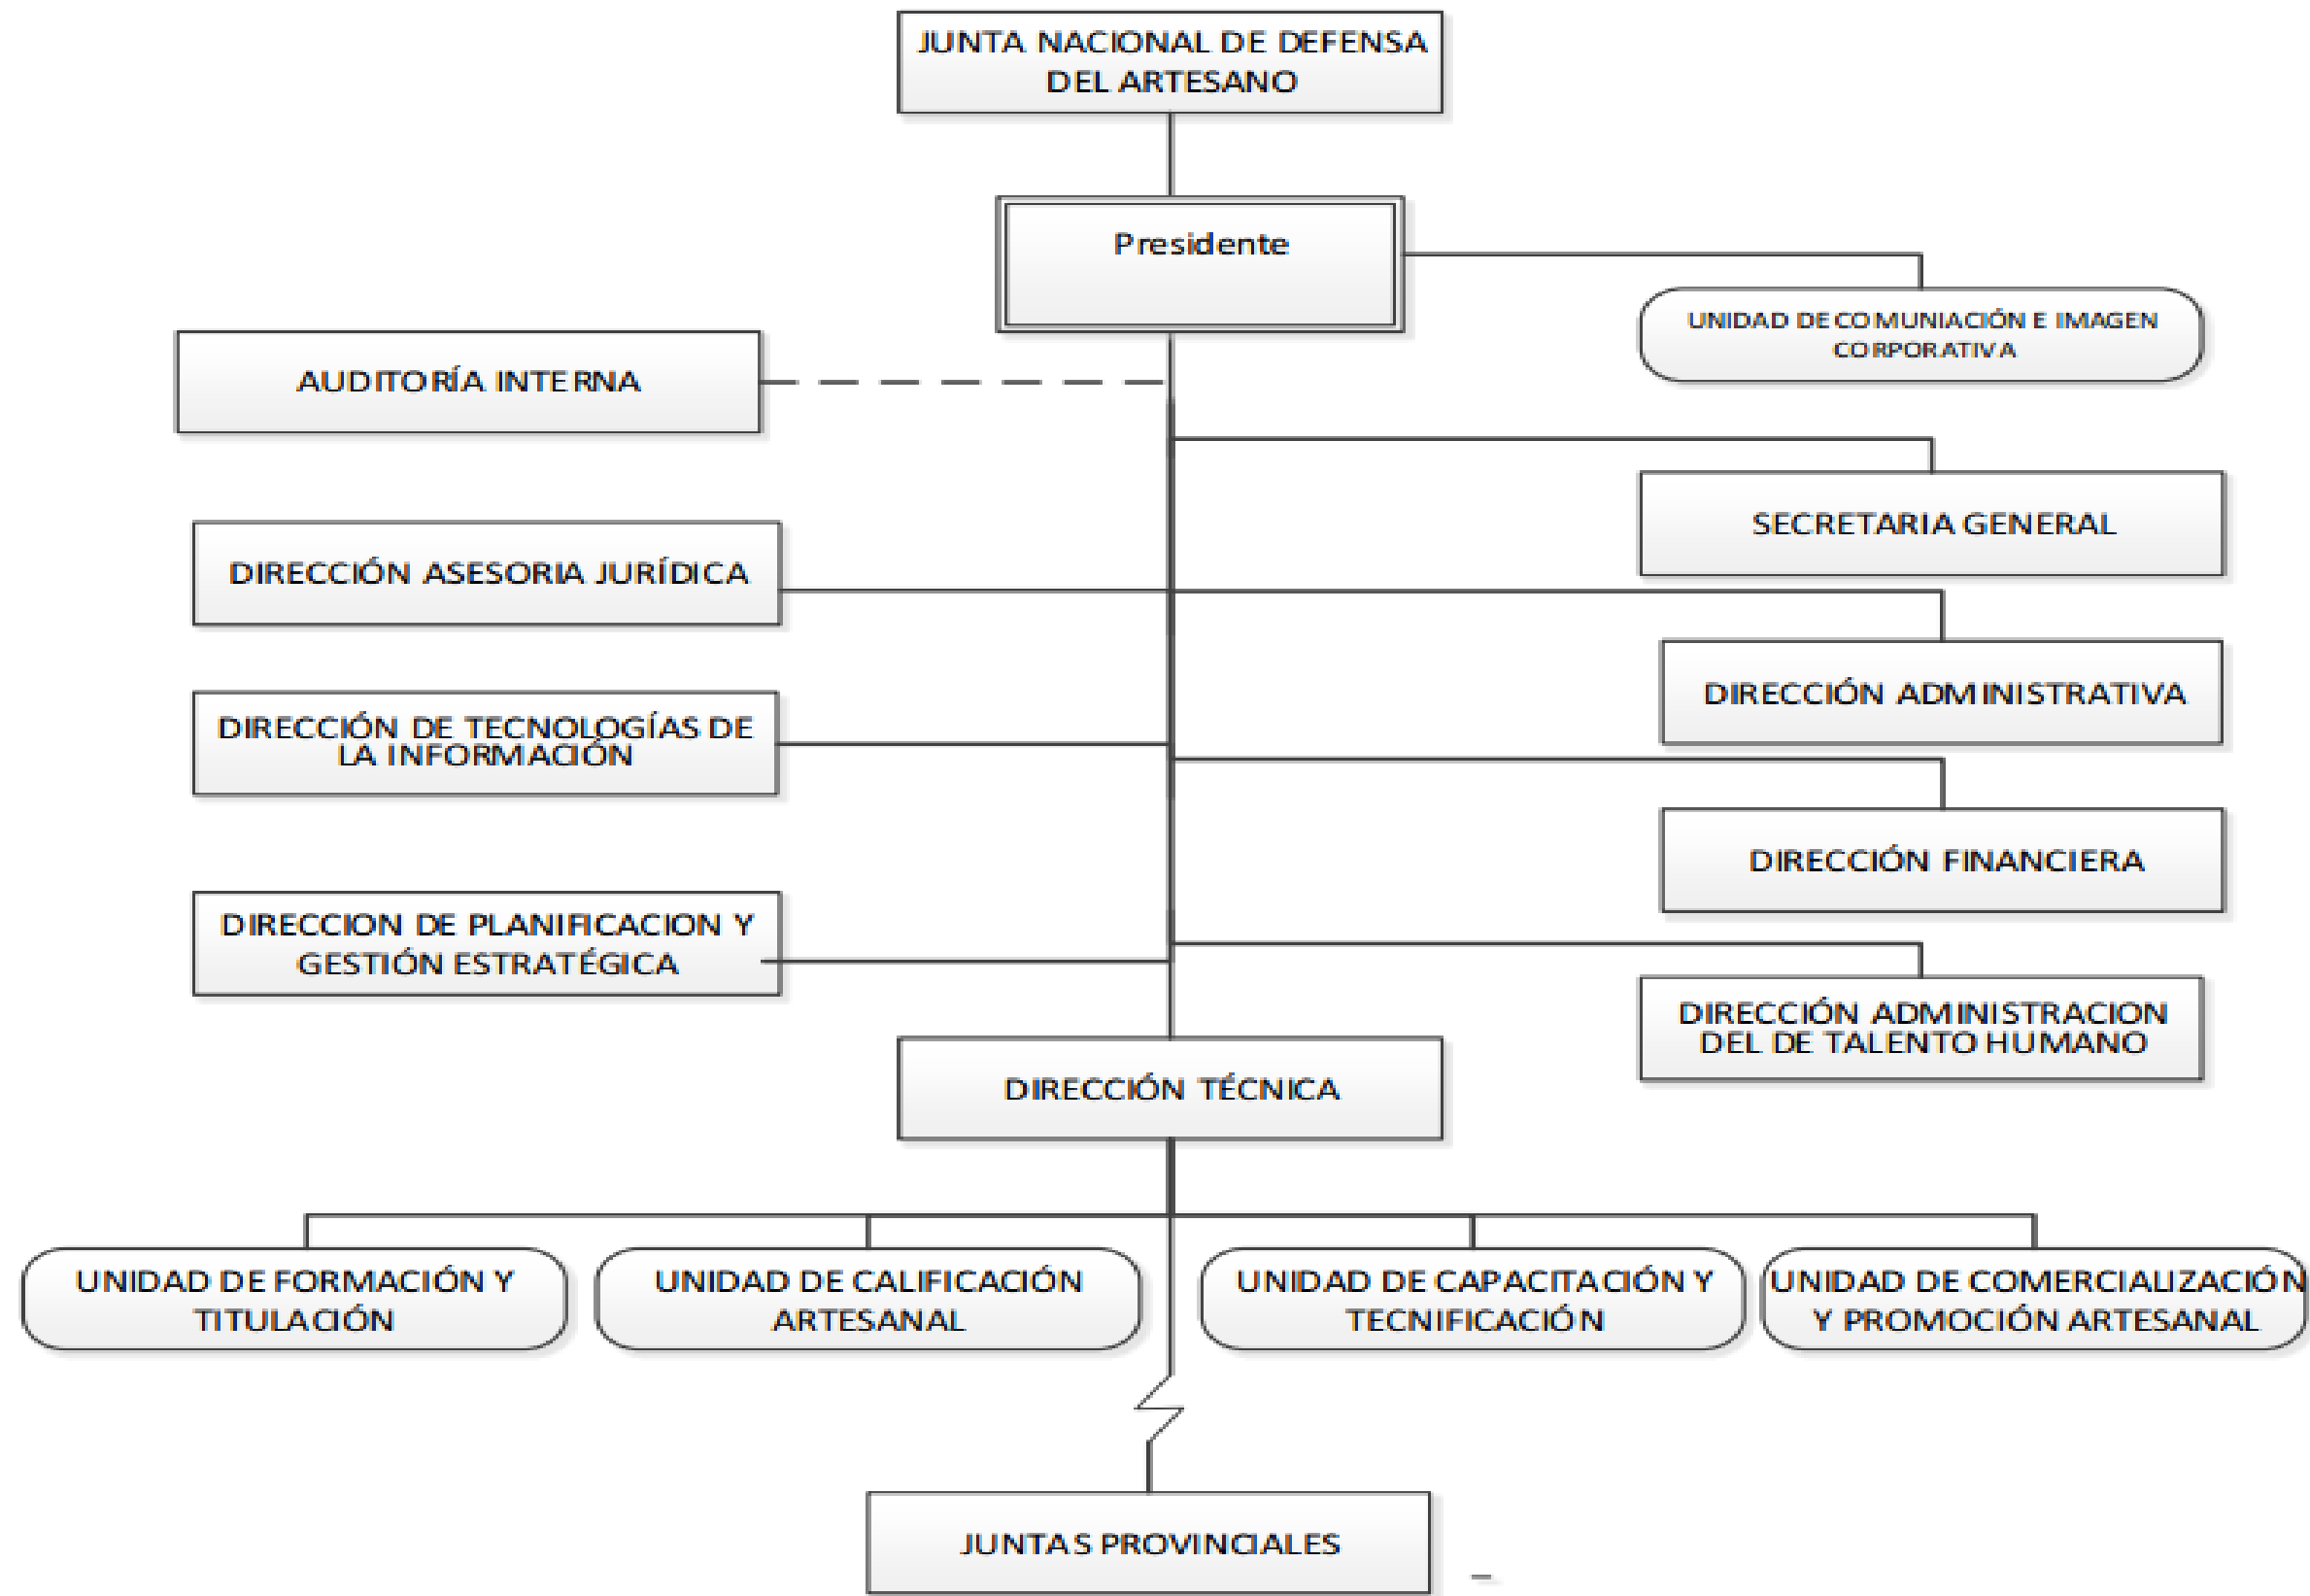 JUNTA NACIONAL DE DEFENSA
DEL ARTESANO
Presidente
UNIDAD DE COMUNIACIÓN E IMAGEN
CORPORATIVA
AUDITORÍA INTERNA
SECRETARIA GENERAL
DIRECCIÓN ASESORIA JURÍDICA
DIRECCIÓN ADMINISTRATIVA
DIRECCIÓN DE TECNOLOGÍAS DE
LA INFORMACIÓN
DIRECCIÓN FINANCIERA
DIRECCION DE PLANIFICACION Y
GESTIÓN ESTRATÉGICA
DIRECCIÓN ADMINISTRACION
DEL DE TALENTO HUMANO
DIRECCIÓN TÉCNICA
UNIDAD DE FORMACIÓN Y
TITULACIÓN
UNIDAD DE CALIFICACIÓN
ARTESANAL
UNIDAD DE CAPACITACIÓN Y
TECNIFICACIÓN
UNIDAD DE COMERCIALIZACIÓN
Y PROMOCIÓN ARTESANAL
JUNTAS PROVINCIALES